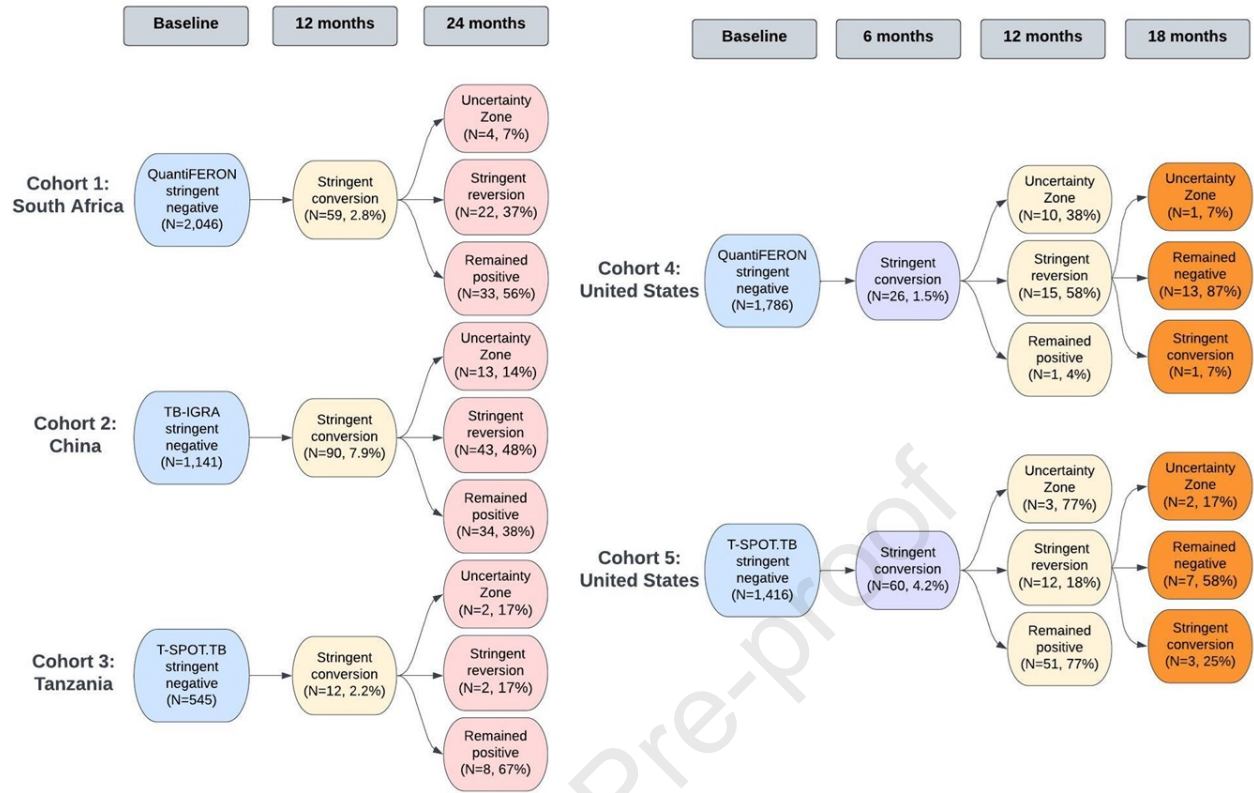 Baseline
12 months
24 months
Cohort 1:
South Africa
QuantiFERON
stringent
negative
(N=2,046)
Stringent
conversion
(N=59, 2.8%)
Uncertainty
Zone
(N=4, 7%)
Stringent
reversion
(N=22, 37%)
Remained
positive
(N=33, 56%)
Cohort 2:
China
TB-IGRA
stringent
negative
(N=1,141)
Stringent
conversion
(N=90, 7.9%)
Uncertainty
Zone
(N=13, 14%)
Stringent
reversion
(N=43, 48%)
Remained
positive
(N=34, 38%)
Cohort 3:
Tanzania
T-SPOT.TB
stringent
negative
(N=545)
Stringent
conversion
(N=12, 2.2%)
Uncertainty
Zone
(N=2, 17%)
Stringent
reversion
(N=2, 17%)
Remained
positive
(N=8, 67%)
Baseline
6 months
12 months
18 months
Cohort 4:
United States
QuantiFERON
stringent
negative
(N=1,786)
Stringent
conversion
(N=26, 1.5%)
Uncertainty
Zone
(N=10, 38%)
Stringent
reversion
(N=15, 58%)
Remained
positive
(N=1, 4%)
Uncertainty
Zone
(N=1, 7%)
Remained
negative
(N=13, 87%)
Stringent
conversion
(N=1, 7%)
Cohort 5:
United States
T-SPOT.TB
stringent
negative
(N=1,416)
Stringent
conversion
(N=60, 4.2%)
Uncertainty
Zone
(N=3, 77%)
Stringent
reversion
(N=12, 18%)
Remained
positive
(N=51, 77%)
Uncertainty
Zone
(N=2, 17%)
Remained
negative
(N=7, 58%)
Stringent
conversion
(N=3, 25%)
Pre-proof